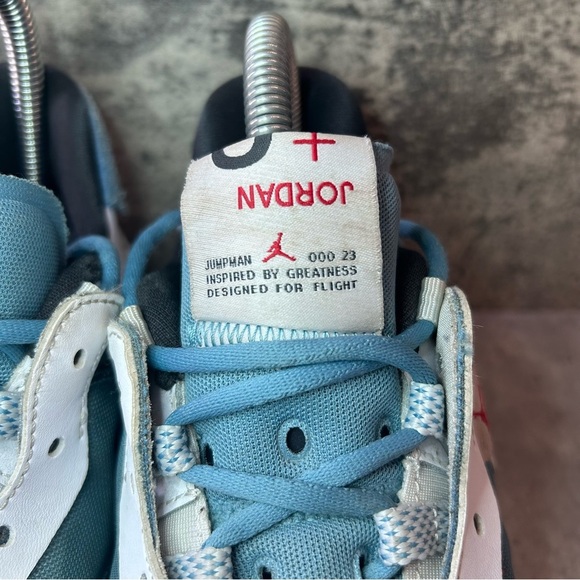 +
JORDAN
JUMPMAN 000 23
INSPIRED BY GREATNESS
DESIGNED FOR FLIGHT